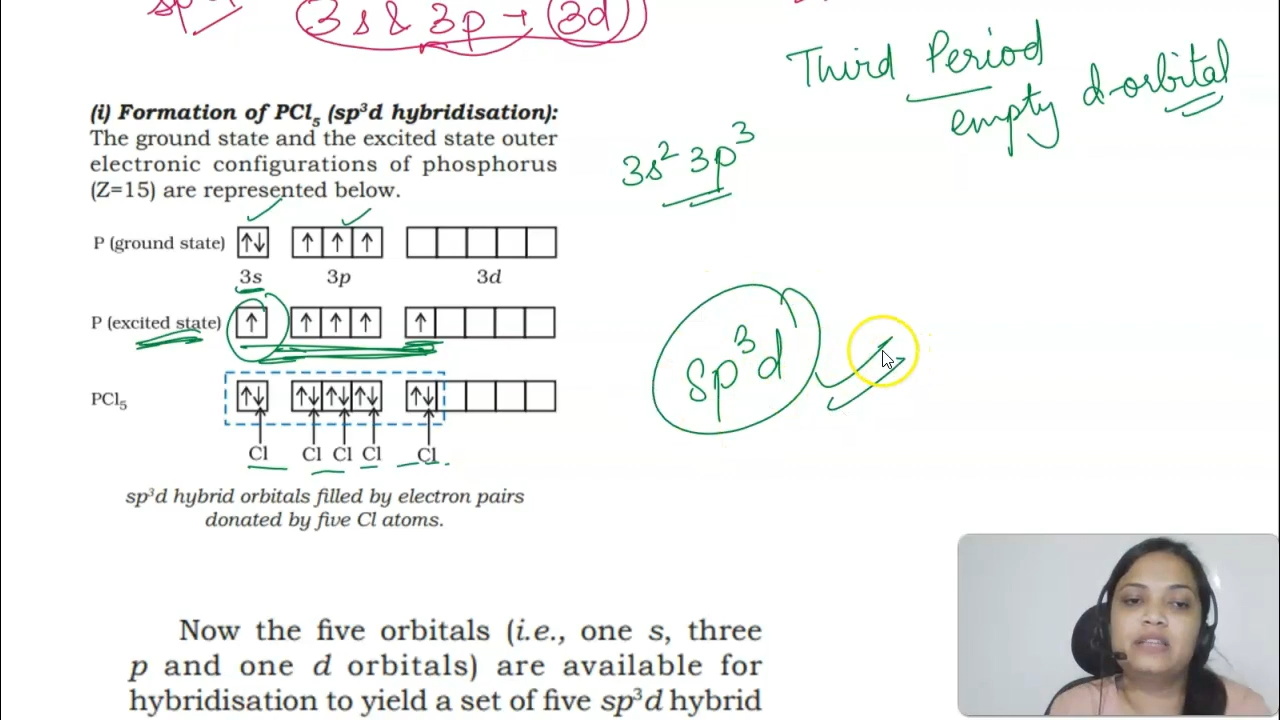 3s & 3p + 3d
Third Period
empty d-orbital
(i) Formation of PCl₅ (sp³d hybridisation):
The ground state and the excited state outer
electronic configurations of phosphorus
(Z=15) are represented below.
3s² 3p³
P (ground state) ↑↓ ↑ ↑ ↑
3s 3p 3d
P (excited state) ↑ ↑ ↑ ↑ ↑
sp³d
PCl₅ ↑↓ ↑↓ ↑↓ ↑↓ ↑↓
Cl Cl Cl Cl Cl
sp³d hybrid orbitals filled by electron pairs
donated by five Cl atoms.
Now the five orbitals (i.e., one s, three
p and one d orbitals) are available for
hybridisation to yield a set of five sp³d hybrid